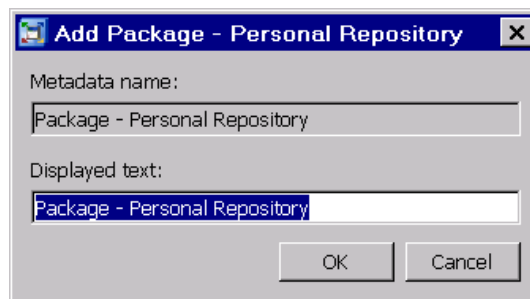 Add Package - Personal Repository
Metadata name:
Package - Personal Repository
Displayed text:
Package - Personal Repository
OK Cancel